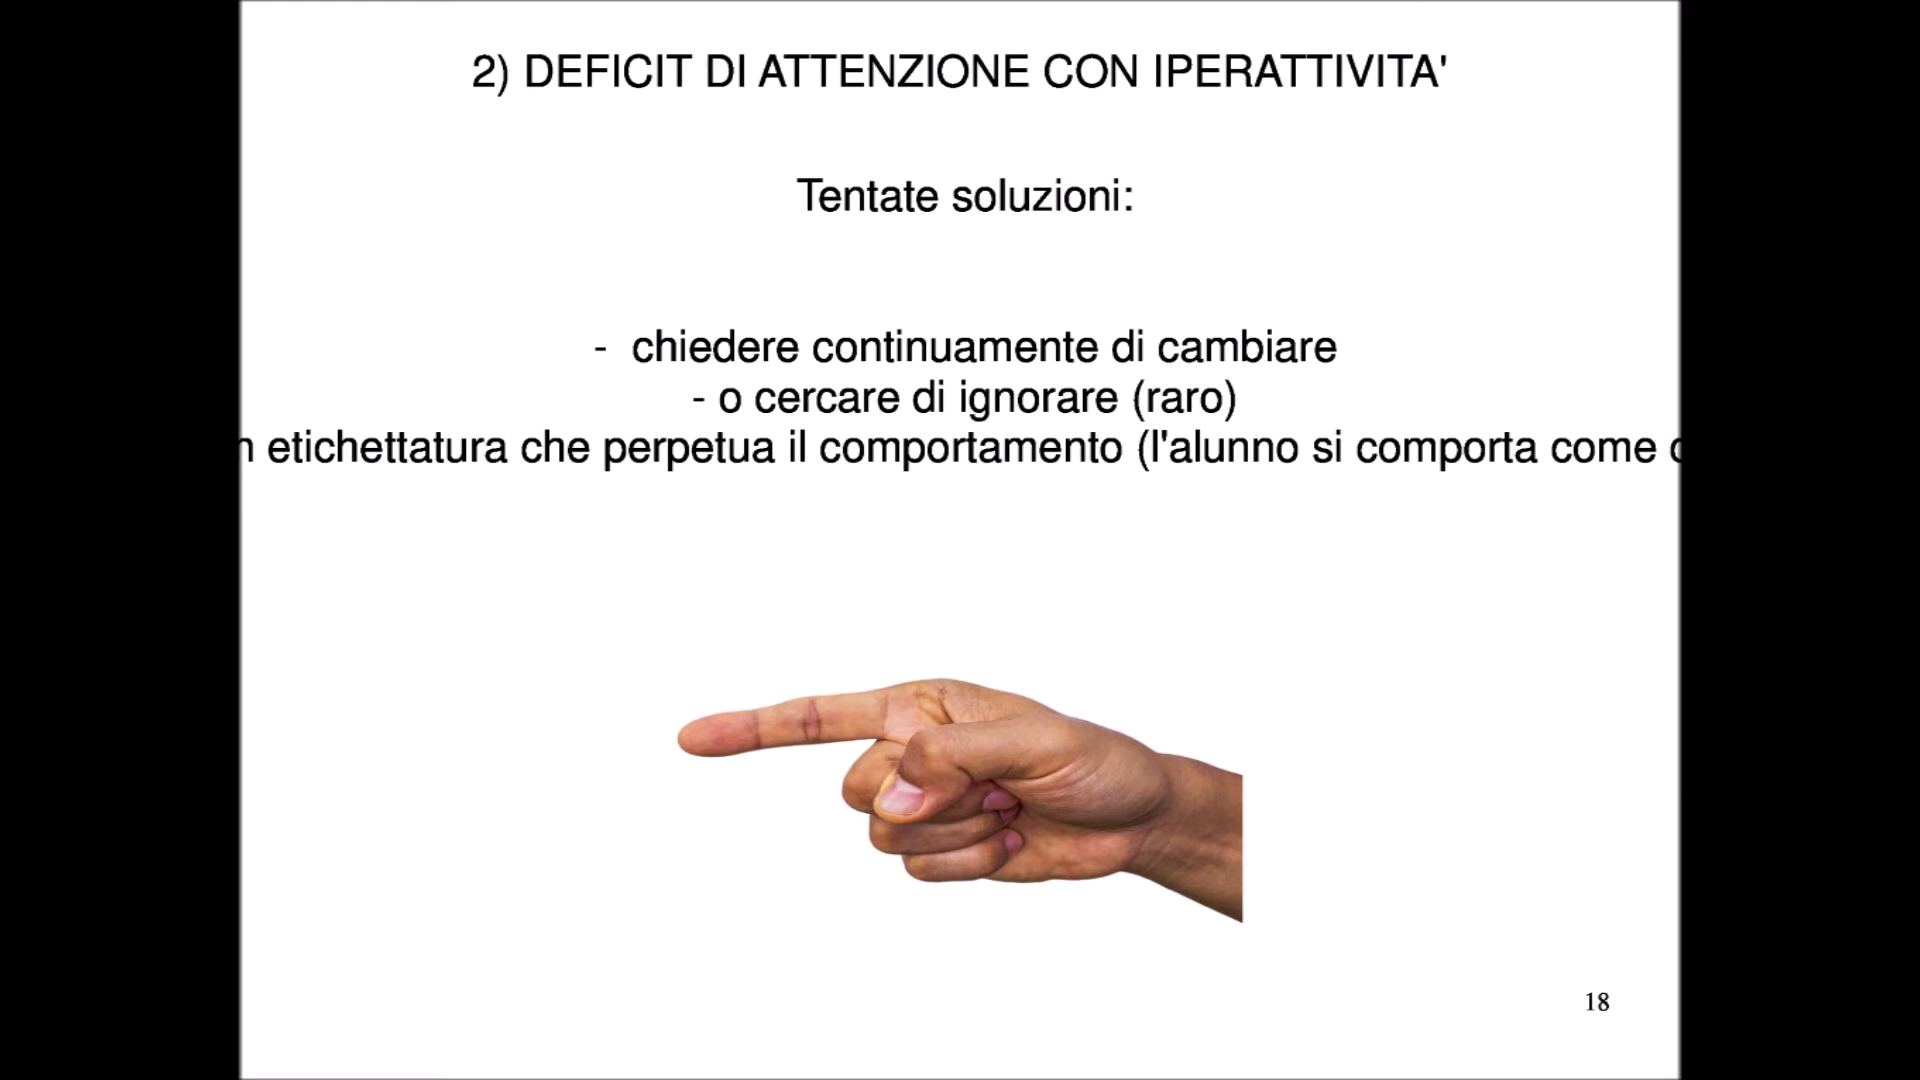 2) DEFICIT DI ATTENZIONE CON IPERATTIVITA'
Tentate soluzioni:
- chiedere continuamente di cambiare
- o cercare di ignorare (raro)
etichettatura che perpetua il comportamento (l'alunno si comporta come
18